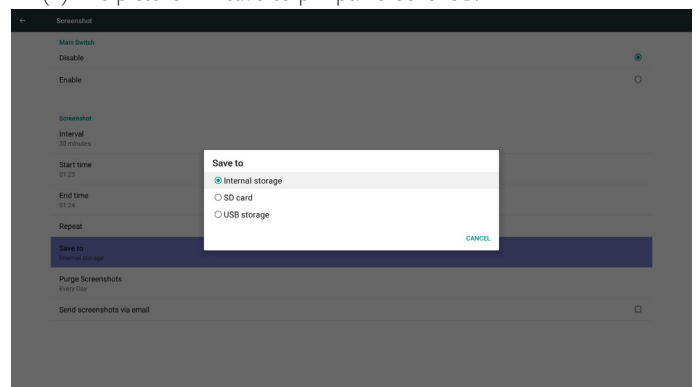 Screenshot
Main Switch
Disable
Enable
Screenshot
Interval
30 minutes
Start time
01:23
End time
01:24
Repeat
Save to
Internal storage
Purge Screenshots
Every Day
Send screenshots via email
Save to
Internal storage
SD card
USB storage
CANCEL